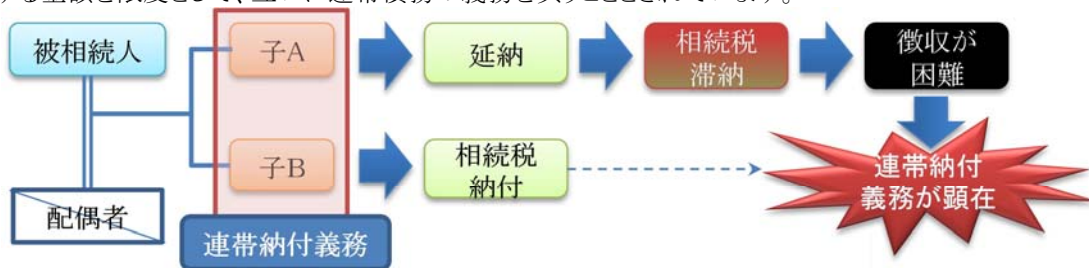 被相続人
子A
延納
相続税
滞納
徴収が
困難
子B
相続税
納付
連帯納付
義務が顕在
配偶者
連帯納付義務